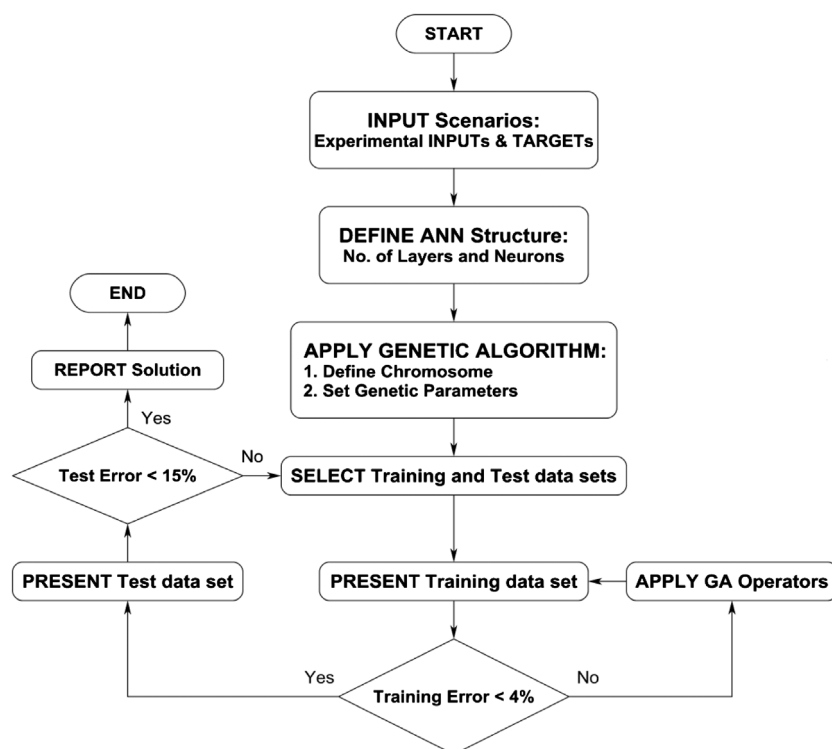 START
INPUT Scenarios:
Experimental INPUTs & TARGETs
DEFINE ANN Structure:
No. of Layers and Neurons
END
APPLY GENETIC ALGORITHM:
1. Define Chromosome
2. Set Genetic Parameters
REPORT Solution
Yes
Test Error < 15%
No
SELECT Training and Test data sets
PRESENT Test data set
PRESENT Training data set
APPLY GA Operators
Yes
Training Error < 4%
No